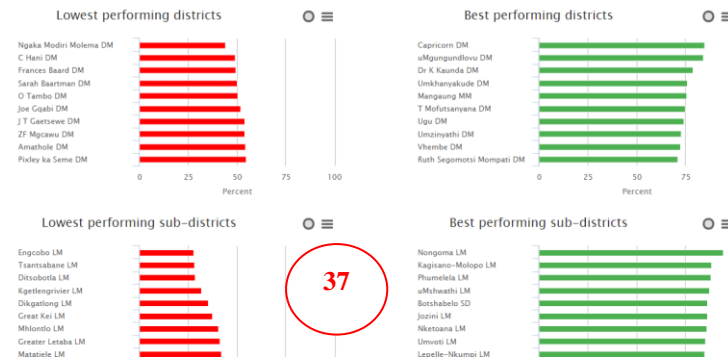 Lowest performing districts
Ngaka Modiri Molema DM
C Hani DM
Frances Baard DM
Sarah Baartman DM
O Tambo DM
Joe Gqabi DM
J T Gaetsewe DM
ZF Mgcawu DM
Amathole DM
Pixley ka Seme DM
0 25 50 75 100
Percent
Best performing districts
Capricorn DM
uMgungundlovu DM
Dr K Kaunda DM
Umkhanyakude DM
Mangaung MM
T Mofutsanyana DM
Ugu DM
Umzinyathi DM
Vhembe DM
Ruth Segomotsi Mompati DM
0 25 50 75
Percent
Lowest performing sub-districts
Engcobo LM
Tsantsabane LM
Ditsobotla LM
Kgetlengrivier LM
Dikgatlong LM
Great Kei LM
Mhlontlo LM
Greater Letaba LM
Matatiele LM
37
Best performing sub-districts
Nongoma LM
Kagisano-Molopo LM
Phumelela LM
uMshwathi LM
Botshabelo SD
Jozini LM
Nketoana LM
Umvoti LM
Lepelle-Nkumpi LM